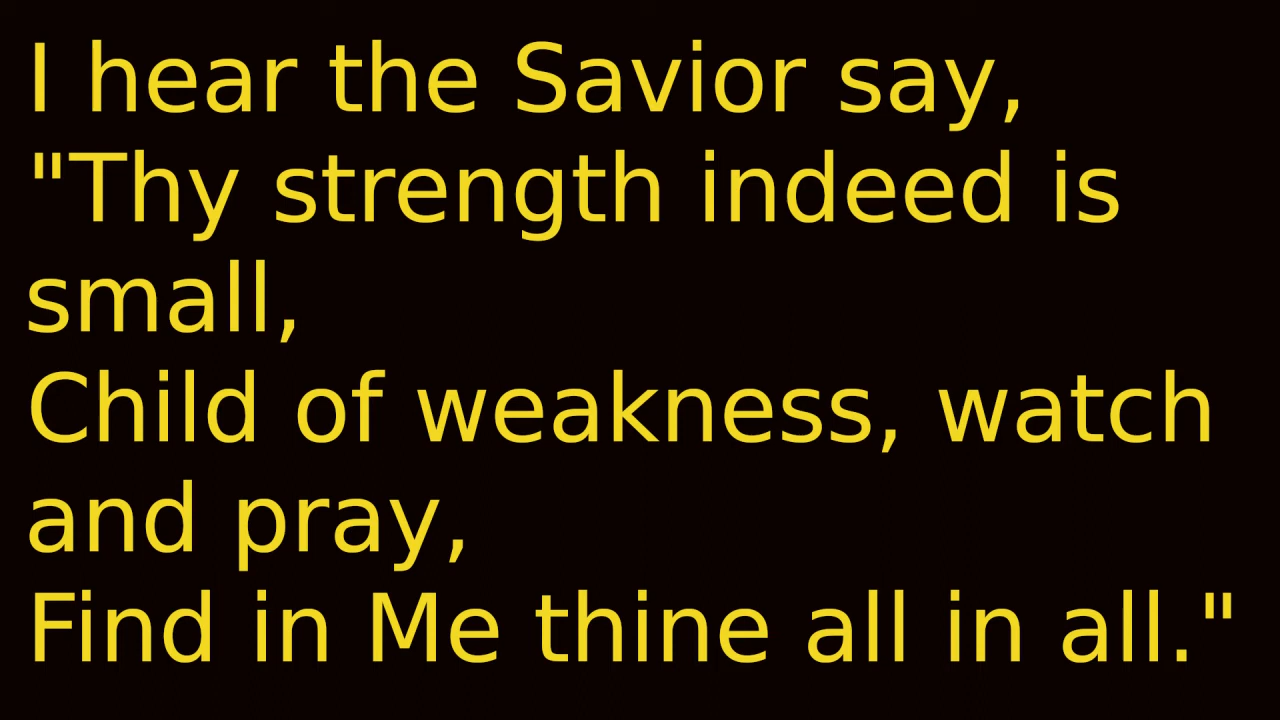 I hear the Savior say,
"Thy strength indeed is
small,
Child of weakness, watch
and pray,
Find in Me thine all in all."